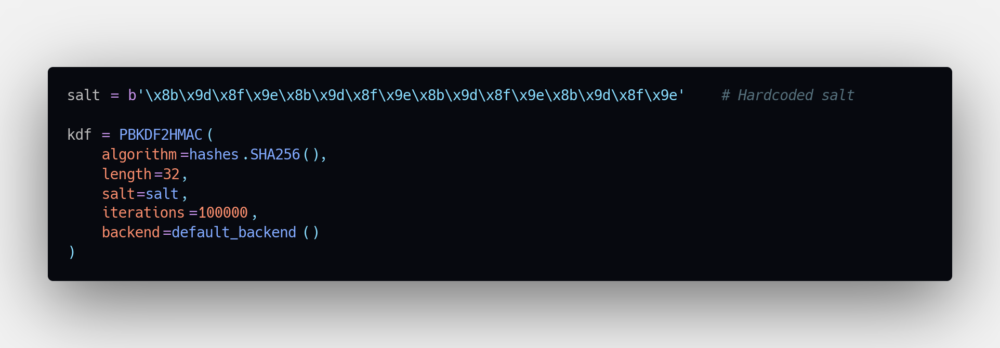 salt = b'\x8b\x9d\x8f\x9e\x8b\x9d\x8f\x9e\x8b\x9d\x8f\x9e\x8b\x9d\x8f\x9e'    # Hardcoded salt

kdf = PBKDF2HMAC(
    algorithm=hashes.SHA256(),
    length=32,
    salt=salt,
    iterations=100000,
    backend=default_backend()
)